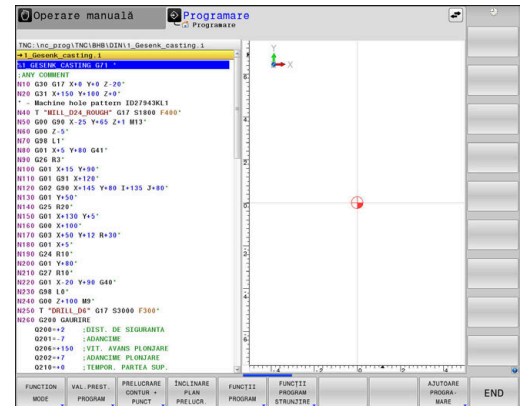 Operare manuală
Programare
Programare
TNC:\nc_prog\TNC\BHB\DIN\1_Gesenk_casting.i
→1_Gesenk_casting.i
%1_GESENK_CASTING G71 *
;ANY COMMENT
N10 G30 G17 X+0 Y+0 Z-20*
N20 G31 X+150 Y+100 Z+0*
* - Machine hole pattern ID27943KL1
N40 T "MILL_D24_ROUGH" G17 S1800 F400*
N50 G00 G90 X-25 Y+65 Z+1 M13*
N60 G00 Z-5*
N70 G98 L1*
N80 G01 X+5 Y+80 G41*
N90 G26 R3*
N100 G01 X+15 Y+90*
N110 G01 G91 X+120*
N120 G02 G90 X+145 Y+80 I+135 J+80*
N130 G01 Y+50*
N140 G25 R20*
N150 G01 X+130 Y+5*
N160 G00 X+100*
N170 G03 X+50 Y+12 R+30*
N180 G01 X+5*
N190 G24 R10*
N200 G01 Y+80*
N210 G27 R10*
N220 G01 X-20 Y+90 G40*
N230 G98 L0*
N240 G00 Z+100 M9*
N250 T "DRILL_D6" G17 S3000 F300*
N260 G200 GAURIRE
Q200=+2 ;DIST. DE SIGURANTA
Q201=-7 ;ADANCIME
Q206=+150 ;VIT. AVANS PLONJARE
Q202=+7 ;ADANCIME PLONJARE
Q210=+0 ;TEMPOR. PARTEA SUP.
Y
X
FUNCTION MODE
VAL. PREST. PROGRAM
PRELUCRARE CONTUR + PUNCT
ÎNCLINARE PLAN PRELUCR.
FUNCȚII PROGRAM
FUNCȚII PROGRAM STRUNJIRE
AJUTOARE PROGRA- MARE
END